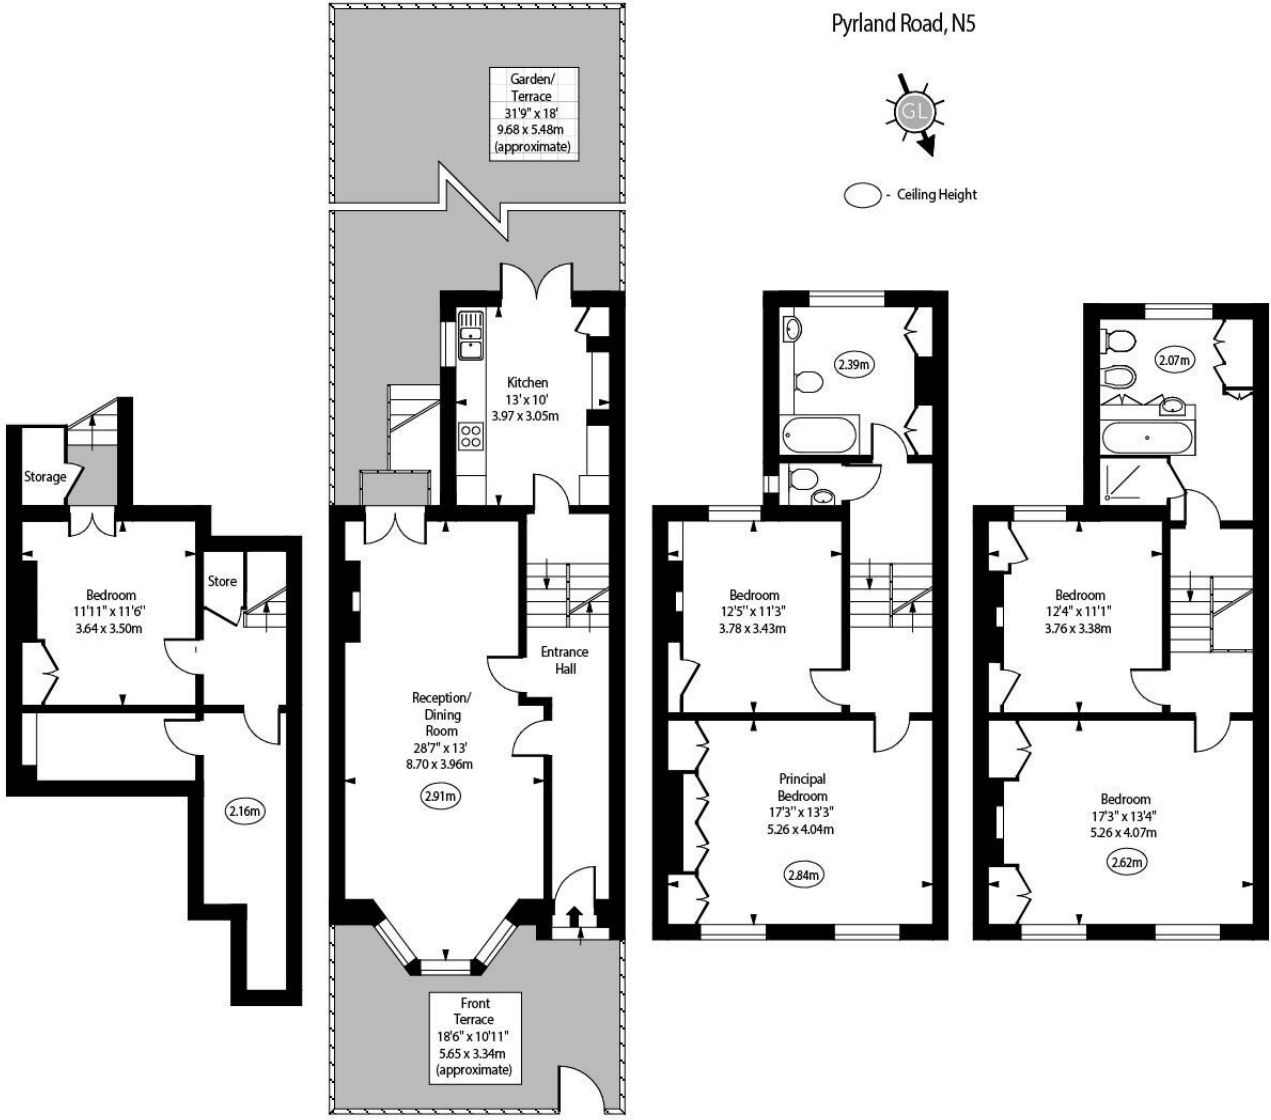 Pyrland Road, N5
GL
- Ceiling Height
Garden/
Terrace
31'9" x 18'
9.68 x 5.48m
(approximate)
Kitchen
13' x 10'
3.97 x 3.05m
Storage
Bedroom
11'11" x 11'6"
3.64 x 3.50m
Store
2.16m
Entrance
Hall
Reception/
Dining
Room
28'7" x 13'
8.70 x 3.96m
2.91m
Front
Terrace
18'6" x 10'11"
5.65 x 3.34m
(approximate)
2.39m
Bedroom
12'5" x 11'3"
3.78 x 3.43m
Principal
Bedroom
17'3" x 13'3"
5.26 x 4.04m
2.84m
2.07m
Bedroom
12'4" x 11'1"
3.76 x 3.38m
Bedroom
17'3" x 13'4"
5.26 x 4.07m
2.62m